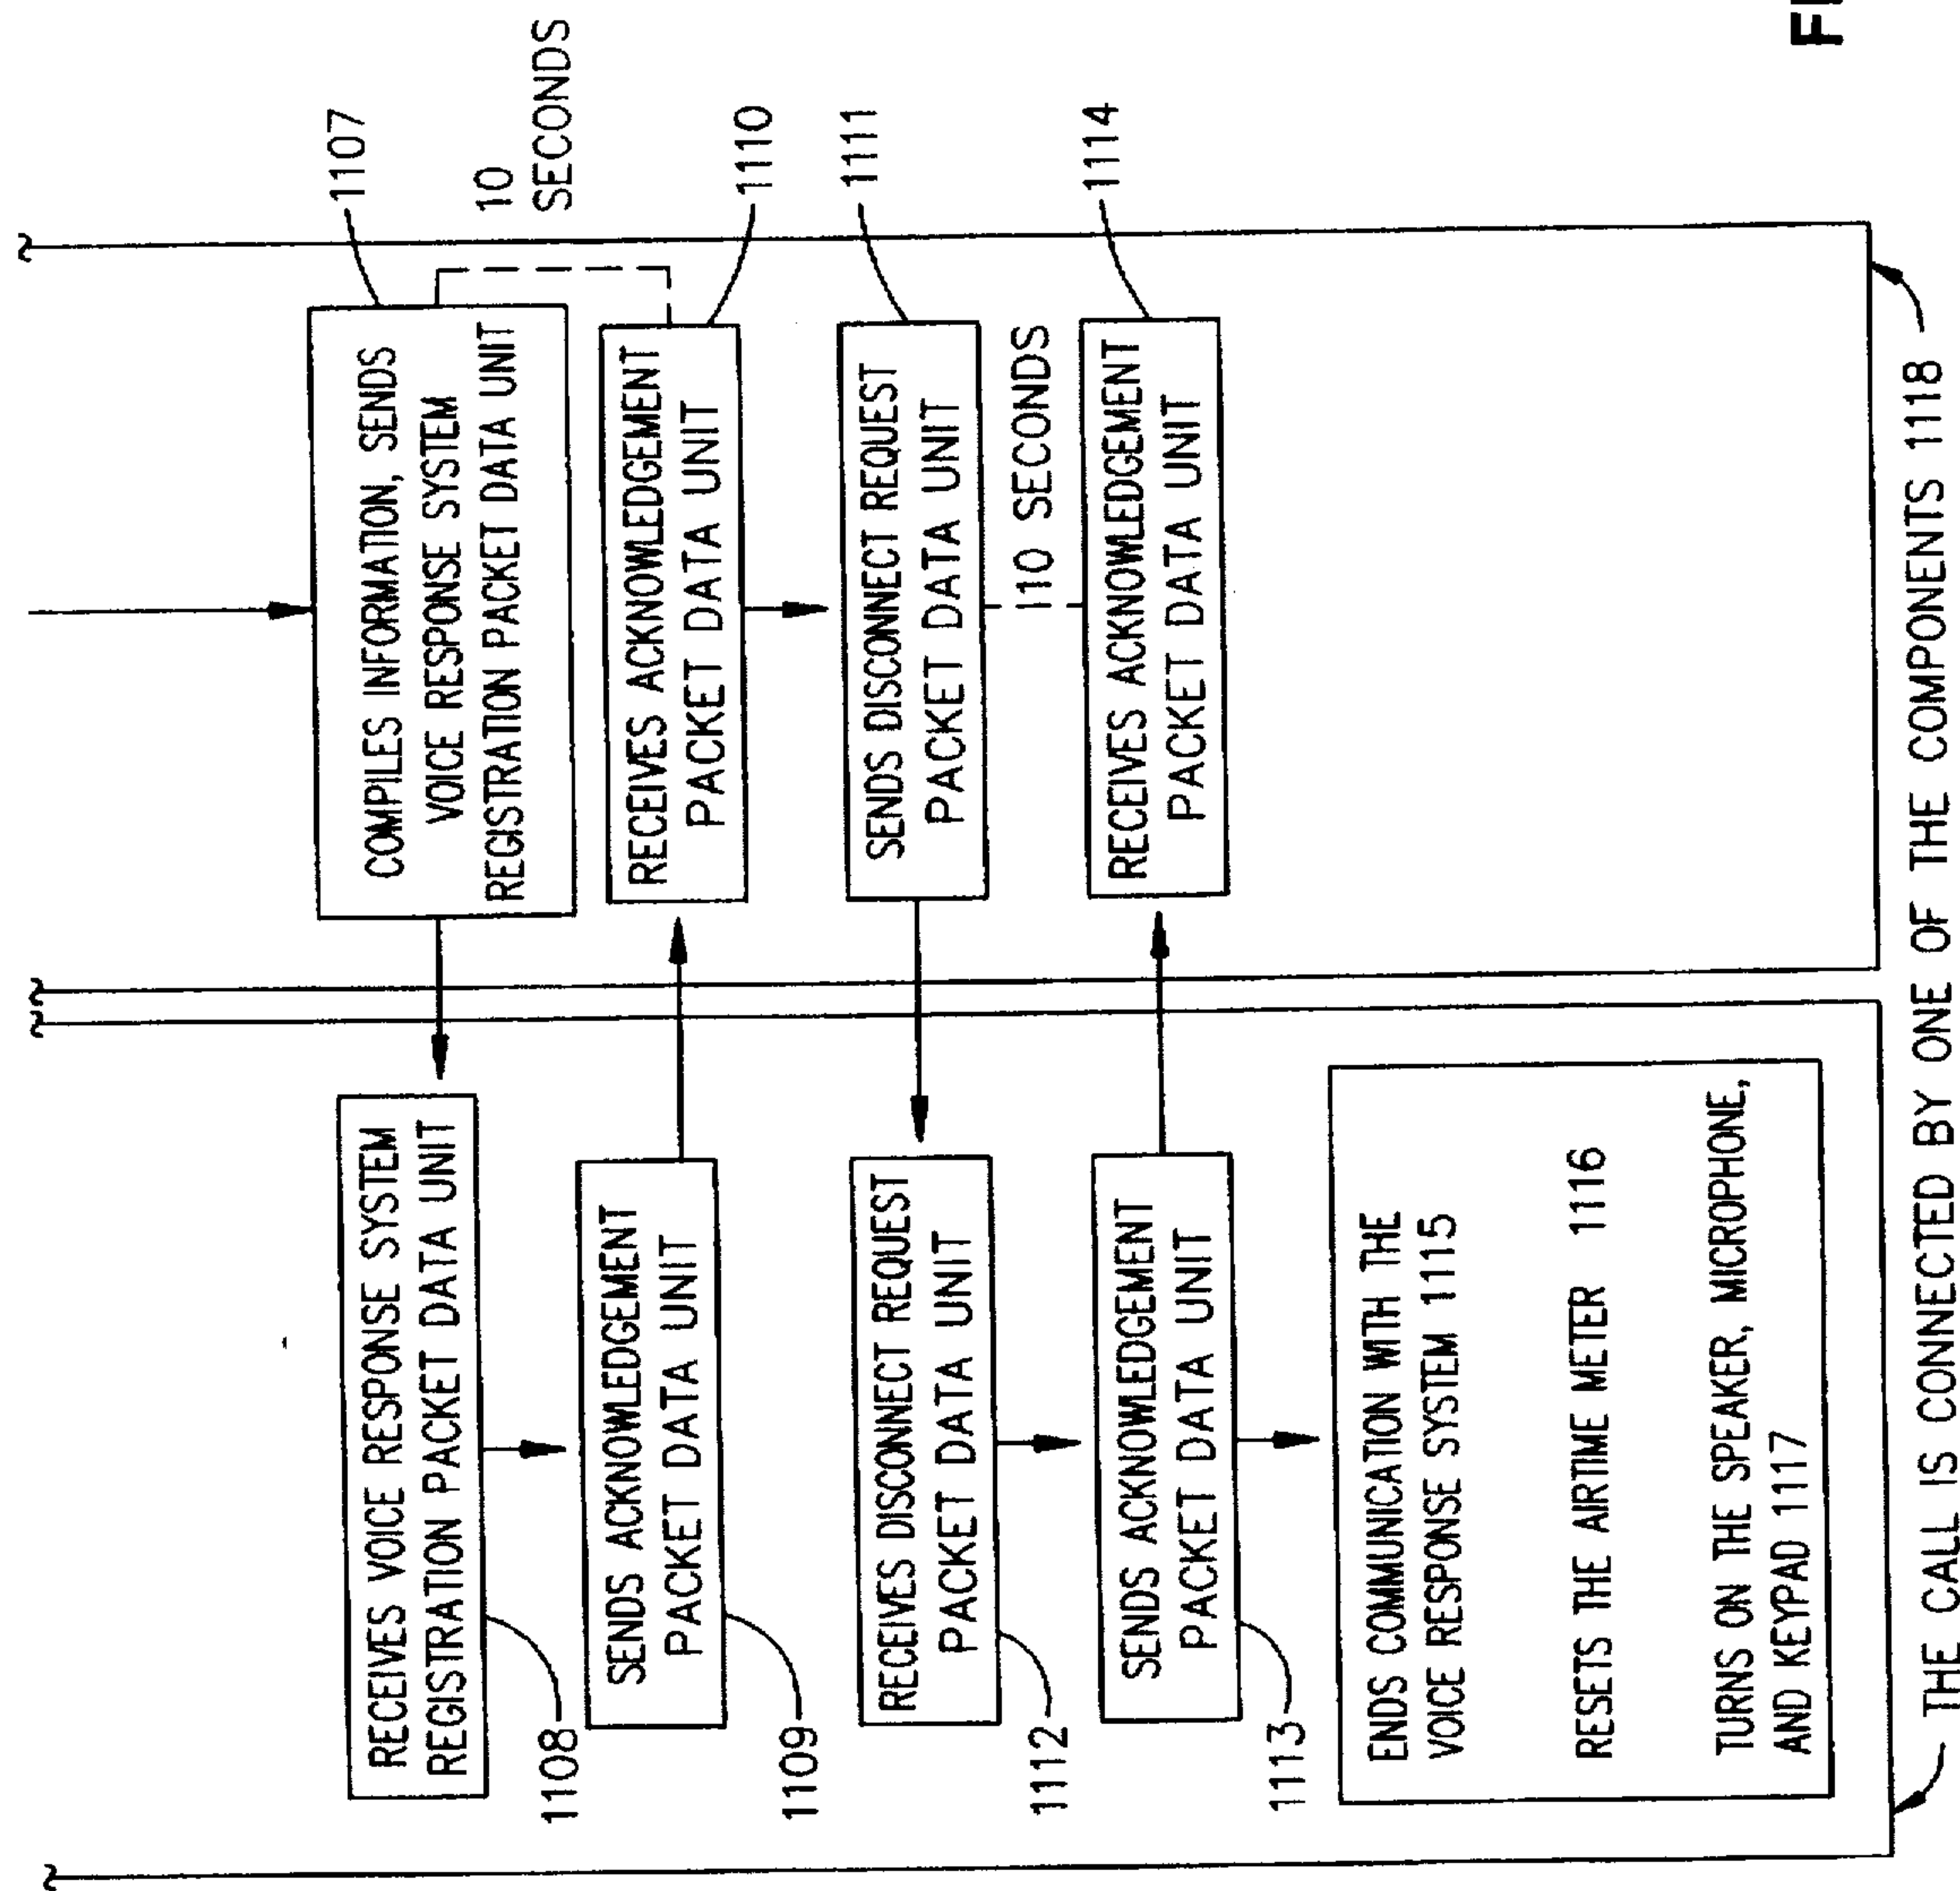 1107
COMPILES INFORMATION, SENDS
VOICE RESPONSE SYSTEM
REGISTRATION PACKET DATA UNIT
10
SECONDS
RECEIVES VOICE RESPONSE SYSTEM
REGISTRATION PACKET DATA UNIT
1108
SENDS ACKNOWLEDGEMENT
PACKET DATA UNIT
1109
RECEIVES ACKNOWLEDGEMENT
PACKET DATA UNIT
1110
SENDS DISCONNECT REQUEST
PACKET DATA UNIT
1111
10 SECONDS
RECEIVES DISCONNECT REQUEST
PACKET DATA UNIT
1112
SENDS ACKNOWLEDGEMENT
PACKET DATA UNIT
1113
RECEIVES ACKNOWLEDGEMENT
PACKET DATA UNIT
1114
ENDS COMMUNICATION WITH THE
VOICE RESPONSE SYSTEM 1115
RESETS THE AIRTIME METER 1116
TURNS ON THE SPEAKER, MICROPHONE,
AND KEYPAD 1117
THE CALL IS CONNECTED BY ONE OF THE COMPONENTS 1118